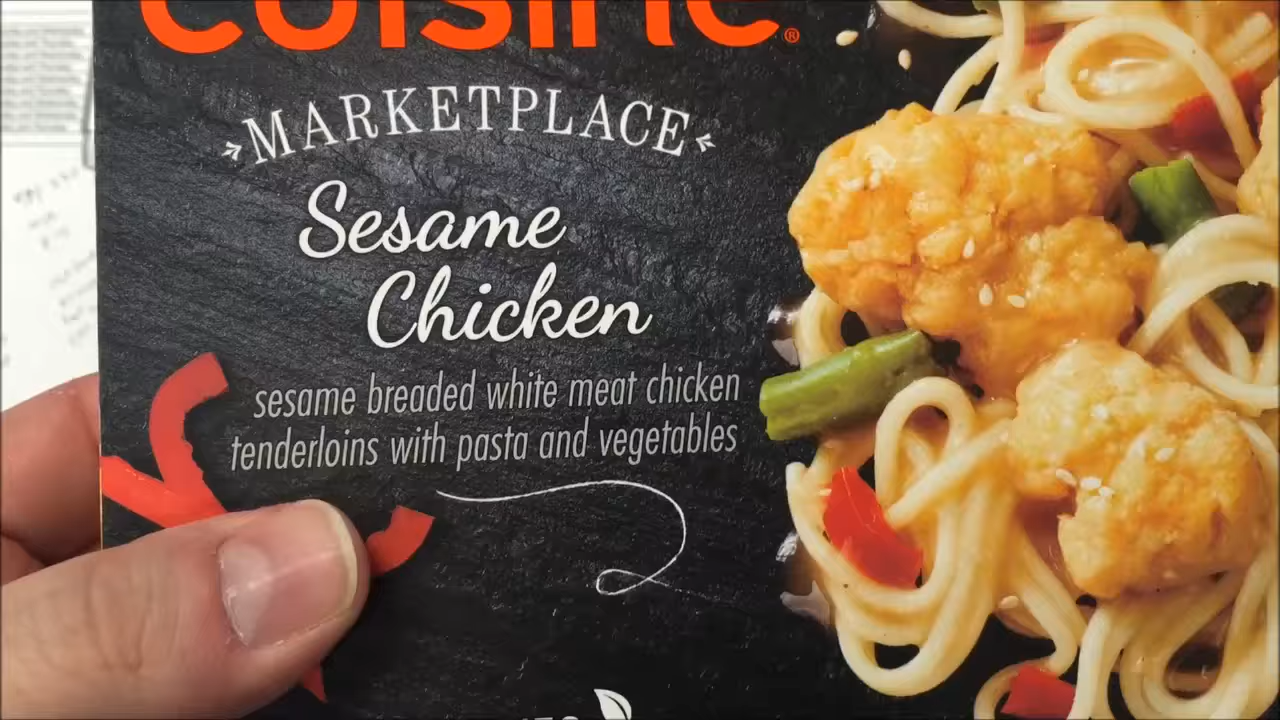 CUISINE®
MARKETPLACE
Sesame
Chicken
sesame breaded white meat chicken
tenderloins with pasta and vegetables